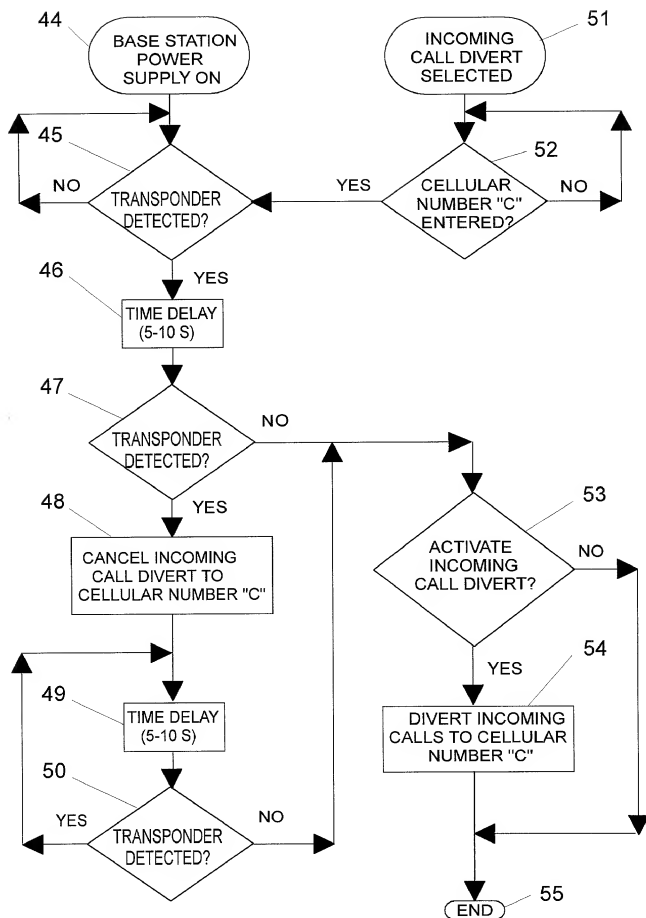 44
BASE STATION
POWER
SUPPLY ON
51
INCOMING
CALL DIVERT
SELECTED
45
TRANSPONDER
DETECTED?
NO
YES
52
CELLULAR
NUMBER "C"
ENTERED?
NO
YES
46
TIME DELAY
(5-10 S)
47
TRANSPONDER
DETECTED?
NO
YES
48
CANCEL INCOMING
CALL DIVERT TO
CELLULAR NUMBER "C"
49
TIME DELAY
(5-10 S)
50
TRANSPONDER
DETECTED?
YES
NO
53
ACTIVATE
INCOMING
CALL DIVERT?
NO
YES
54
DIVERT INCOMING
CALLS TO CELLULAR
NUMBER "C"
END
55